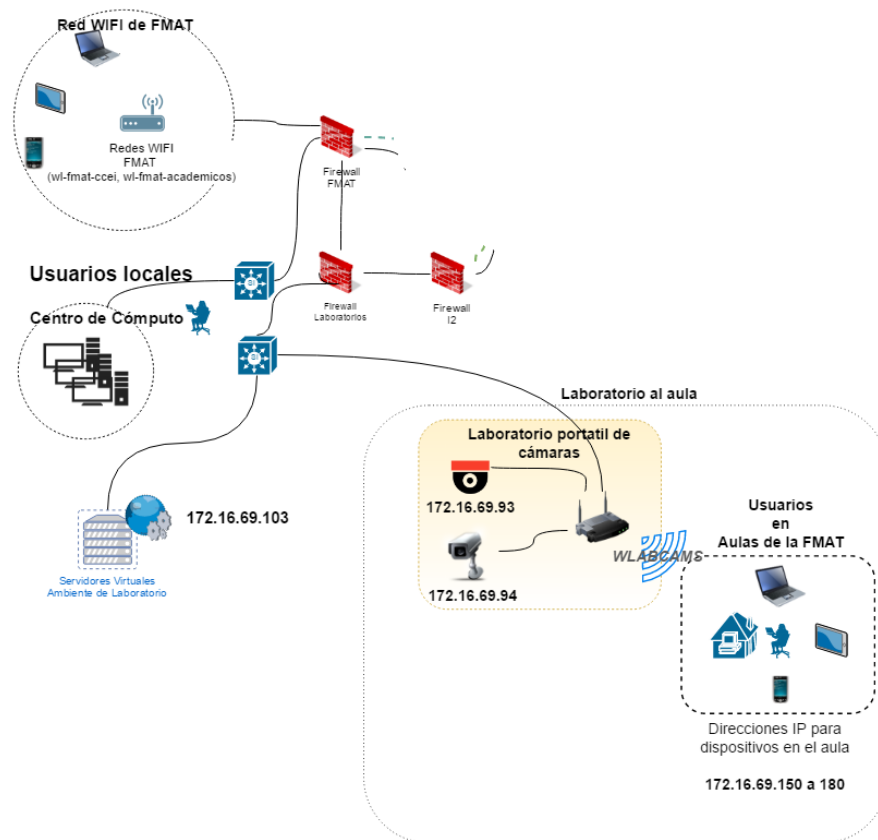 Red WIFI de FMAT
Redes WIFI
FMAT
(wl-fmat-ccei, wl-fmat-academicos)
Firewall
FMAT
Usuarios locales
Centro de Cómputo
Firewall
Laboratorios
Firewall
I2
172.16.69.103
Servidores Virtuales
Ambiente de Laboratorio
Laboratorio al aula
Laboratorio portatil de
cámaras
172.16.69.93
172.16.69.94
WLABCAMS
Usuarios
en
Aulas de la FMAT
Direcciones IP para
dispositivos en el aula
172.16.69.150 a 180